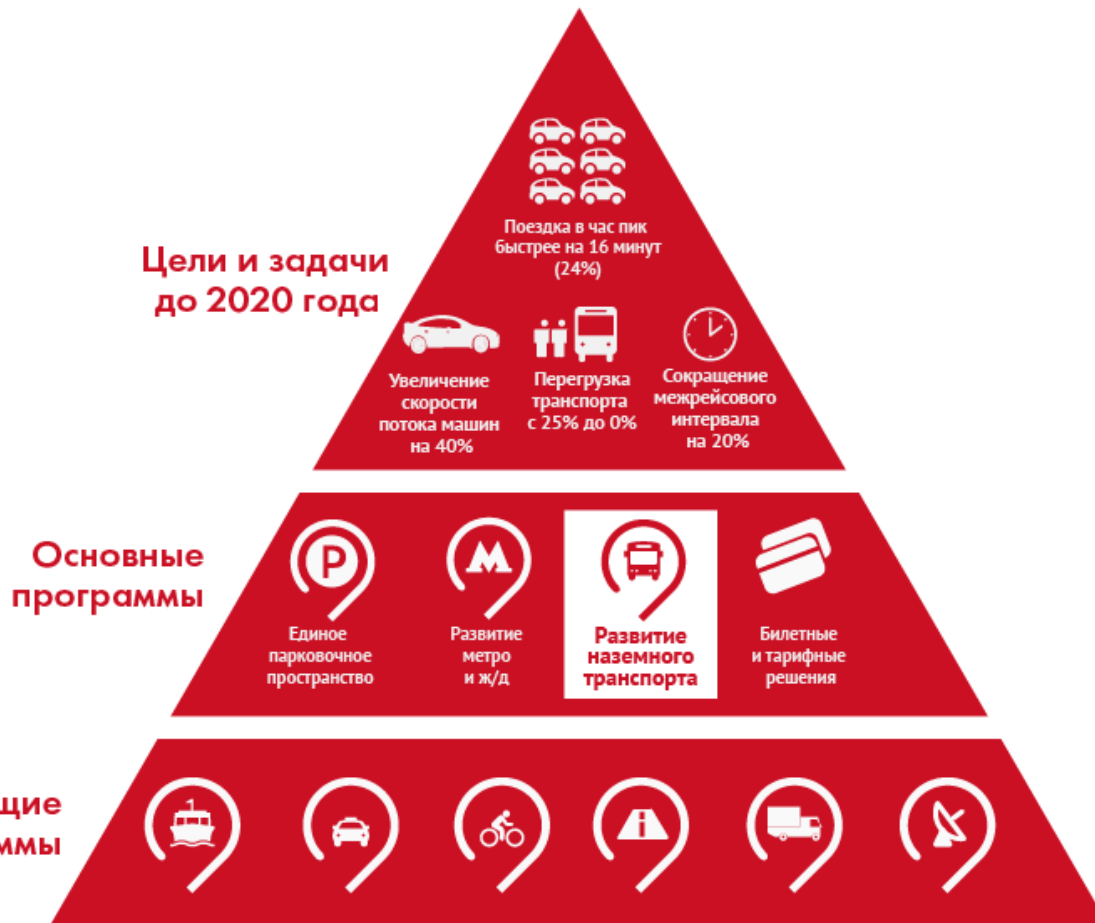 Поездка в час пик
быстрее на 16 минут
(24%)
Цели и задачи
до 2020 года
Увеличение
скорости
потока машин
на 40%
Перегрузка
транспорта
с 25% до 0%
Сокращение
межрейсового
интервала
на 20%
Основные
программы
P
Единое
парковочное
пространство
М
Развитие
метро
и ж/д
Развитие
наземного
транспорта
Билетные
и тарифные
решения
щие
ммы